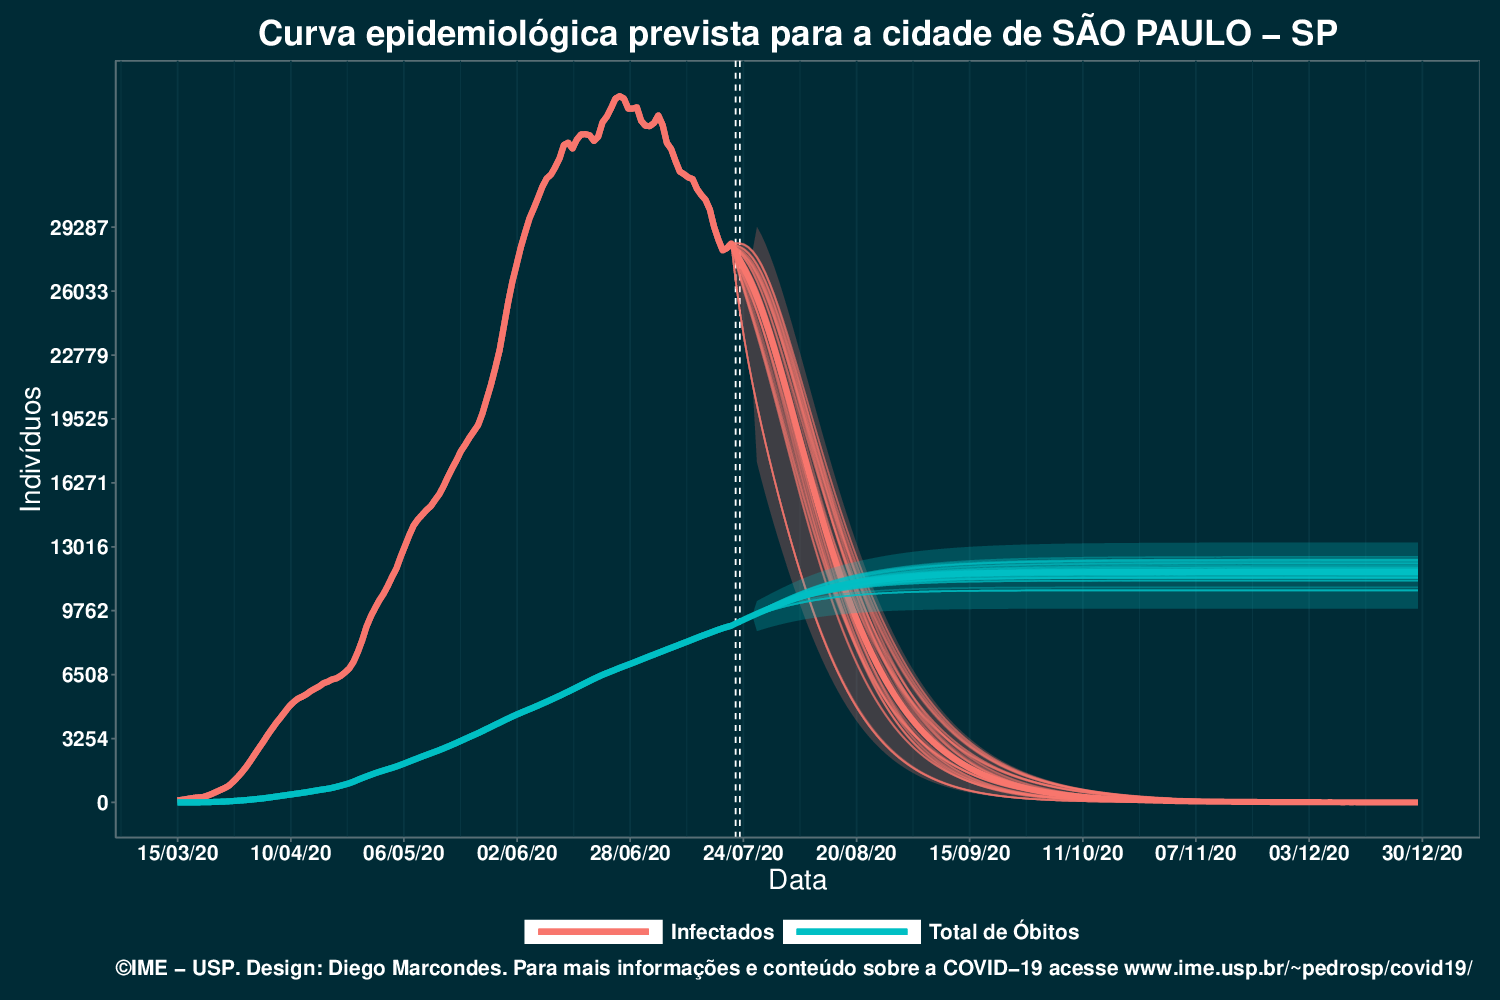 Curva epidemiológica prevista para a cidade de SÃO PAULO – SP
Indivíduos
29287
26033
22779
19525
16271
13016
9762
6508
3254
0
15/03/20 10/04/20 06/05/20 02/06/20 28/06/20 24/07/20 20/08/20 15/09/20 11/10/20 07/11/20 03/12/20 30/12/20
Data
Infectados Total de Óbitos
©IME – USP. Design: Diego Marcondes. Para mais informações e conteúdo sobre a COVID–19 acesse www.ime.usp.br/~pedrosp/covid19/